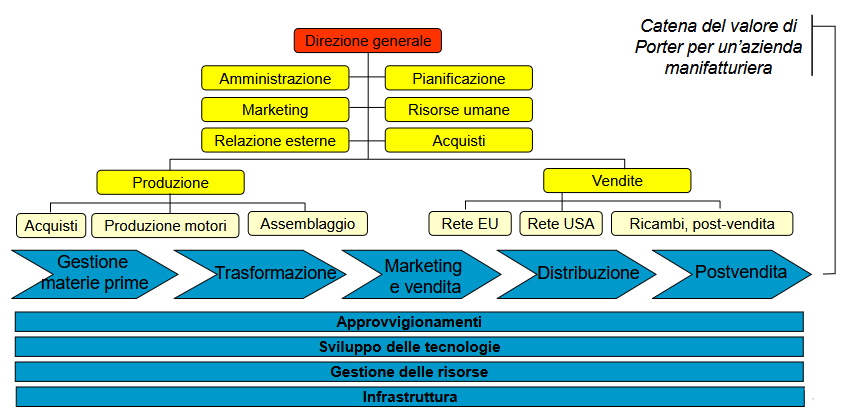 Catena del valore di
Porter per un'azienda
manifatturiera
Direzione generale
Amministrazione
Pianificazione
Marketing
Risorse umane
Relazione esterne
Acquisti
Produzione
Vendite
Acquisti
Produzione motori
Assemblaggio
Rete EU
Rete USA
Ricambi, post-vendita
Gestione
materie prime
Trasformazione
Marketing
e vendita
Distribuzione
Postvendita
Approvvigionamenti
Sviluppo delle tecnologie
Gestione delle risorse
Infrastruttura